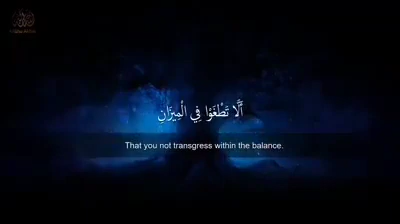 أَلَّا تَطْغَوْا فِي الْمِيزَانِ
That you not transgress within the balance.